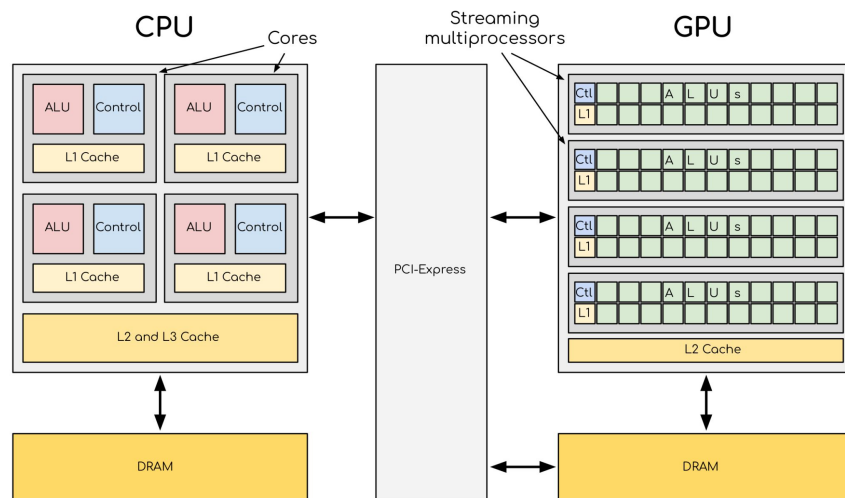 CPU
Cores
Streaming
multiprocessors
GPU
ALU
Control
L1 Cache
ALU
Control
L1 Cache
ALU
Control
L1 Cache
ALU
Control
L1 Cache
L2 and L3 Cache
DRAM
PCI-Express
Ctl A L U s
L1
Ctl A L U s
L1
Ctl A L U s
L1
Ctl A L U s
L1
L2 Cache
DRAM